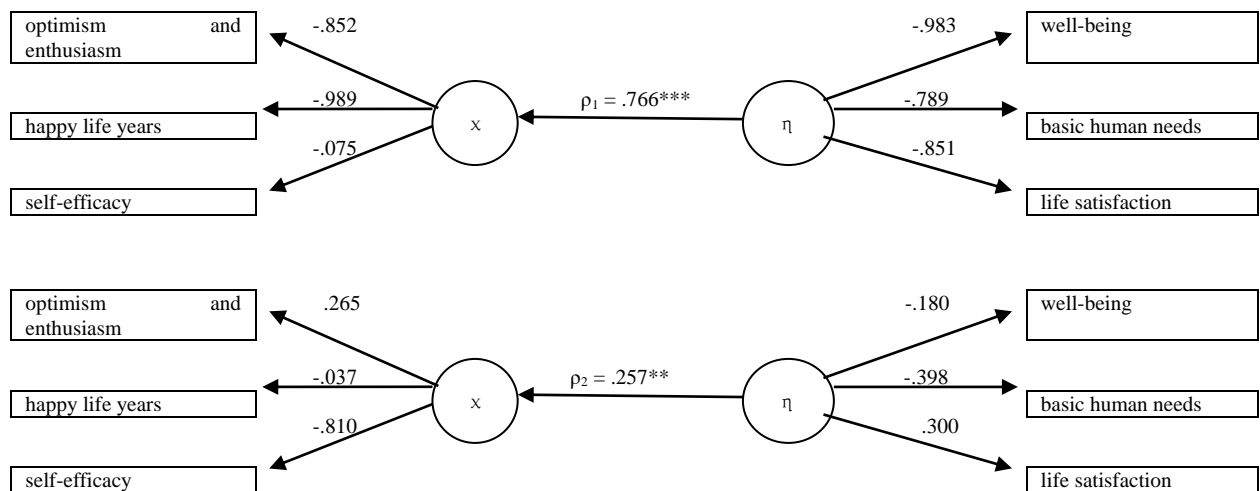 optimism and
enthusiasm
-.852
-.983
well-being
happy life years
-.989
χ
ρ1 = .766***
η
-.789
basic human needs
self-efficacy
-.075
-.851
life satisfaction
optimism and
enthusiasm
.265
-.180
well-being
happy life years
-.037
χ
ρ2 = .257**
η
-.398
basic human needs
self-efficacy
-.810
.300
life satisfaction